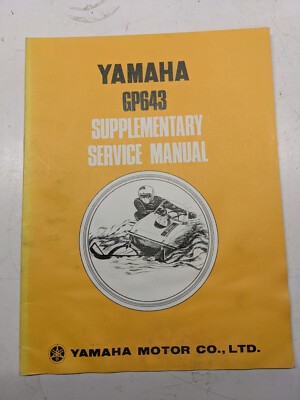 YAMAHA
GP643
SUPPLEMENTARY
SERVICE MANUAL
YAMAHA MOTOR CO., LTD.